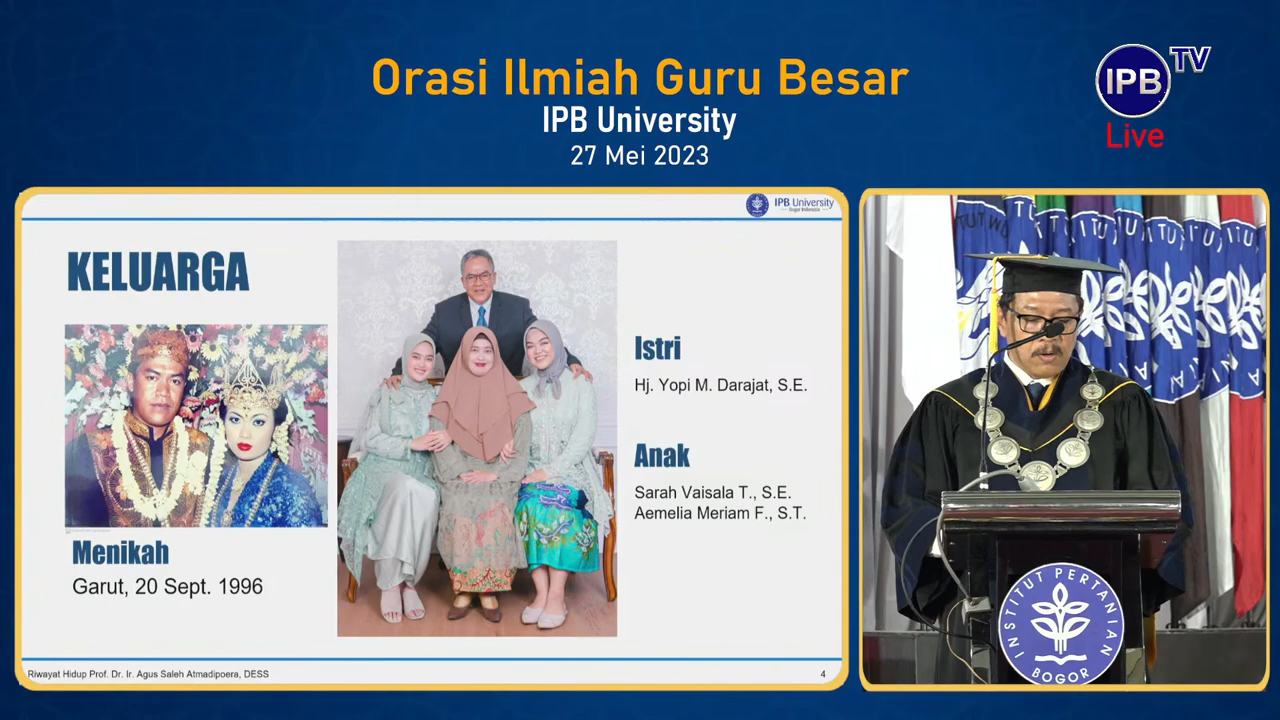 Orasi Ilmiah Guru Besar
IPB University
27 Mei 2023
IPB TV
Live
IPB University
Bogor Indonesia
KELUARGA
Istri
Hj. Yopi M. Darajat, S.E.
Anak
Sarah Vaisala T., S.E.
Aemelia Meriam F., S.T.
Menikah
Garut, 20 Sept. 1996
Riwayat Hidup Prof. Dr. Ir. Agus Saleh Atmadipoera, DESS
4
INSTITUT PERTANIAN
BOGOR